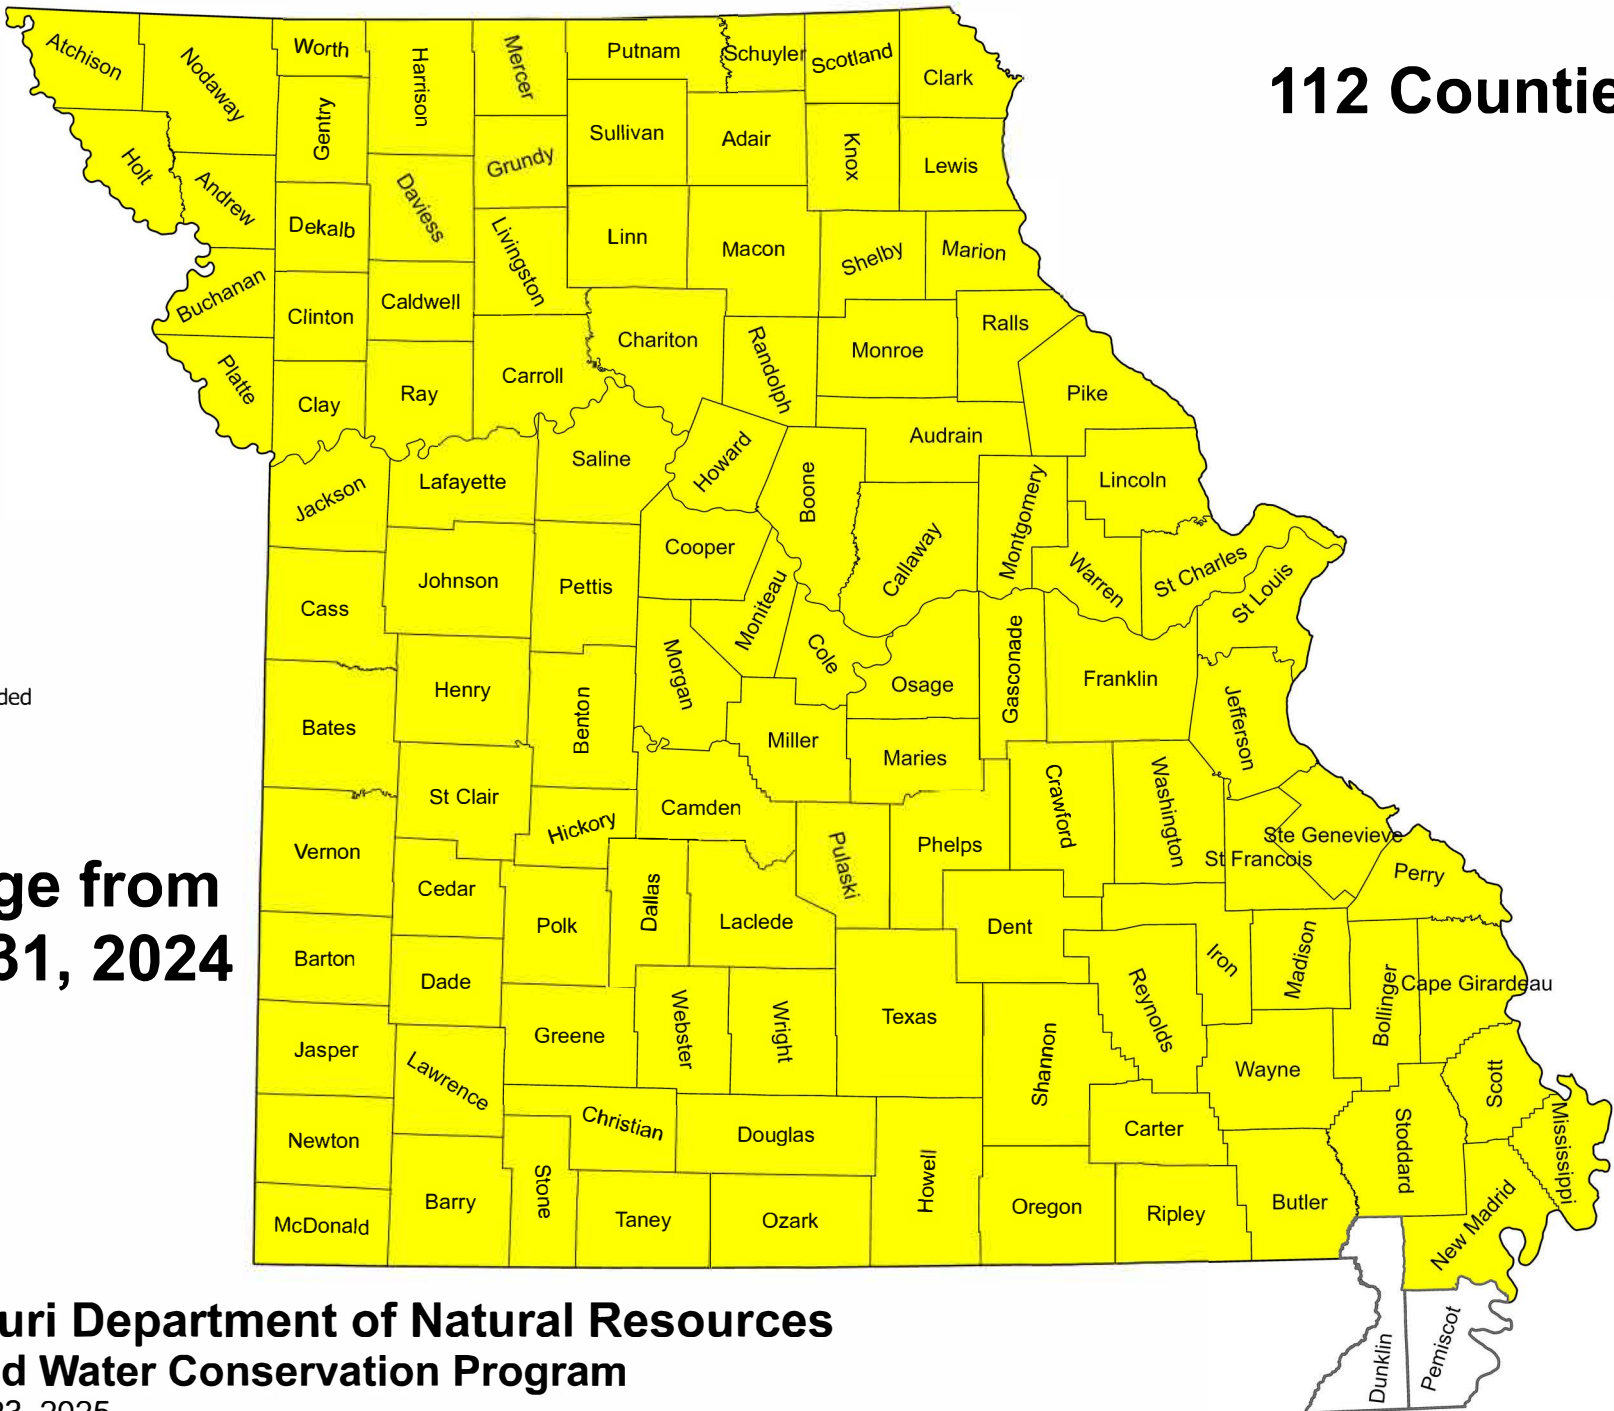 112 Countie
Atchison
Nodaway
Worth
Harrison
Mercer
Putnam
Schuyler
Scotland
Clark
Gentry
Sullivan
Adair
Knox
Lewis
Holt
Andrew
Dekalb
Daviess
Grundy
Livingston
Linn
Macon
Shelby
Marion
Buchanan
Clinton
Caldwell
Chariton
Randolph
Monroe
Ralls
Pike
Platte
Clay
Ray
Carroll
Audrain
Saline
Howard
Boone
Lincoln
Jackson
Lafayette
Callaway
Montgomery
Cooper
Warren
St Charles
St Louis
Cass
Johnson
Pettis
Moniteau
Cole
Morgan
Osage
Gasconade
Franklin
Jefferson
ded
Bates
Henry
Benton
Miller
Maries
St Clair
Hickory
Camden
Pulaski
Phelps
Crawford
Washington
Ste Genevieve
St Francois
Perry
Vernon
Cedar
Polk
Dallas
Laclede
Dent
Iron
Madison
Bollinger
Cape Girardeau
ge from
31, 2024
Barton
Dade
Greene
Webster
Wright
Texas
Shannon
Reynolds
Wayne
Scott
Mississippi
Jasper
Lawrence
Christian
Douglas
Carter
Stoddard
Newton
Barry
Stone
Taney
Ozark
Howell
Oregon
Ripley
Butler
New Madrid
McDonald
Dunklin
Pemiscot
uri Department of Natural Resources
d Water Conservation Program
23, 2025